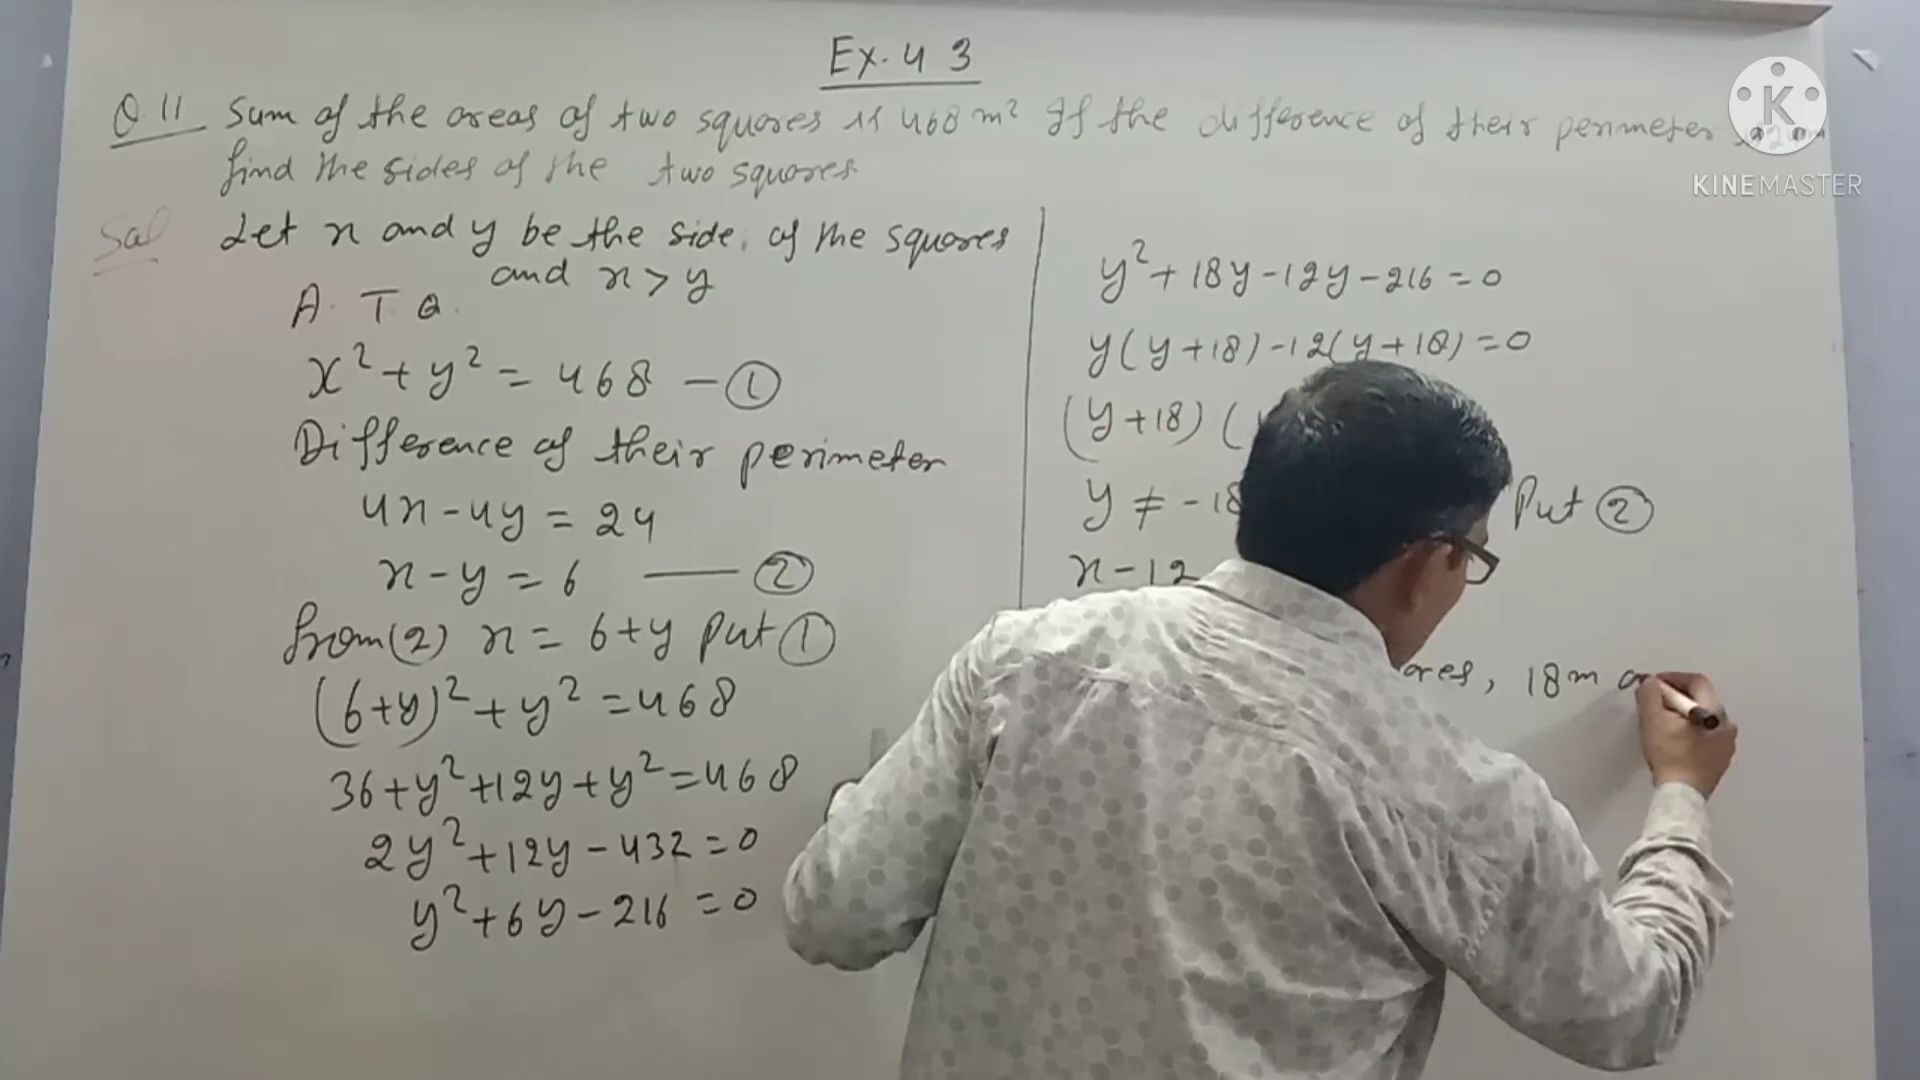 Ex. 4 3
Q.11 Sum of the areas of two squares is 468 m² If the difference of their perimeter
find the sides of the two squares.
Sol Let x and y be the side of the squares
and x > y
A. T. Q.
x² + y² = 468 — ①
Difference of their perimeter
4x - 4y = 24
x - y = 6 — ②
from (2) x = 6+y Put ①
(6+y)² + y² = 468
36 + y² + 12y + y² = 468
2y² + 12y - 432 = 0
y² + 6y - 216 = 0
y² + 18y - 12y - 216 = 0
y(y+18) - 12(y+18) = 0
(y+18) (
y ≠ -18 Put ②
x - 12
, 18m
K
KINEMASTER